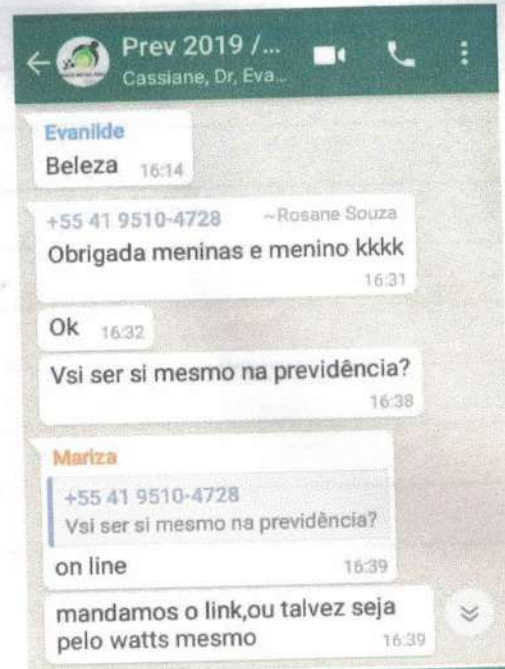 Prev 2019 /...
Cassiane, Dr, Eva...
Evanilde
Beleza 16:14
+55 41 9510-4728 ~Rosane Souza
Obrigada meninas e menino kkkk
16:31
Ok 16:32
Vsi ser si mesmo na previdência?
16:38
Mariza
+55 41 9510-4728
Vsi ser si mesmo na previdência?
on line 16:39
mandamos o link,ou talvez seja
pelo watts mesmo 16:39